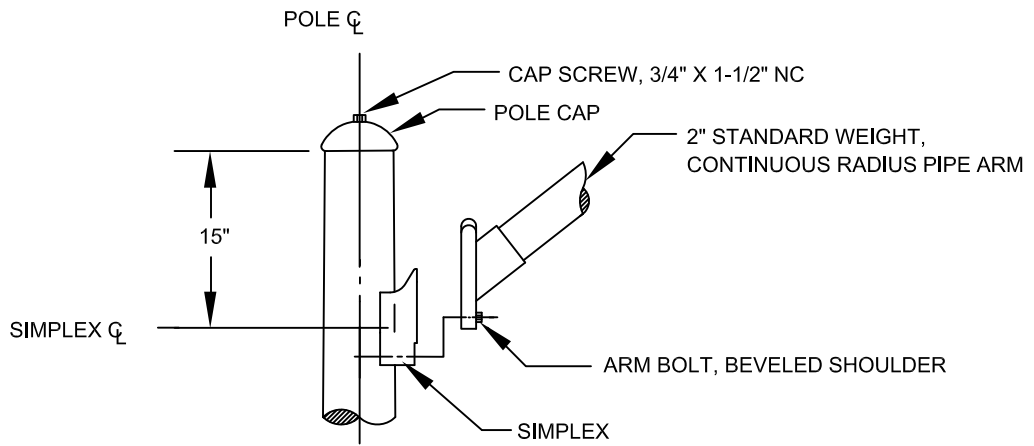 POLE ℄
CAP SCREW, 3/4" X 1-1/2" NC
POLE CAP
2" STANDARD WEIGHT,
CONTINUOUS RADIUS PIPE ARM
15"
SIMPLEX ℄
ARM BOLT, BEVELED SHOULDER
SIMPLEX